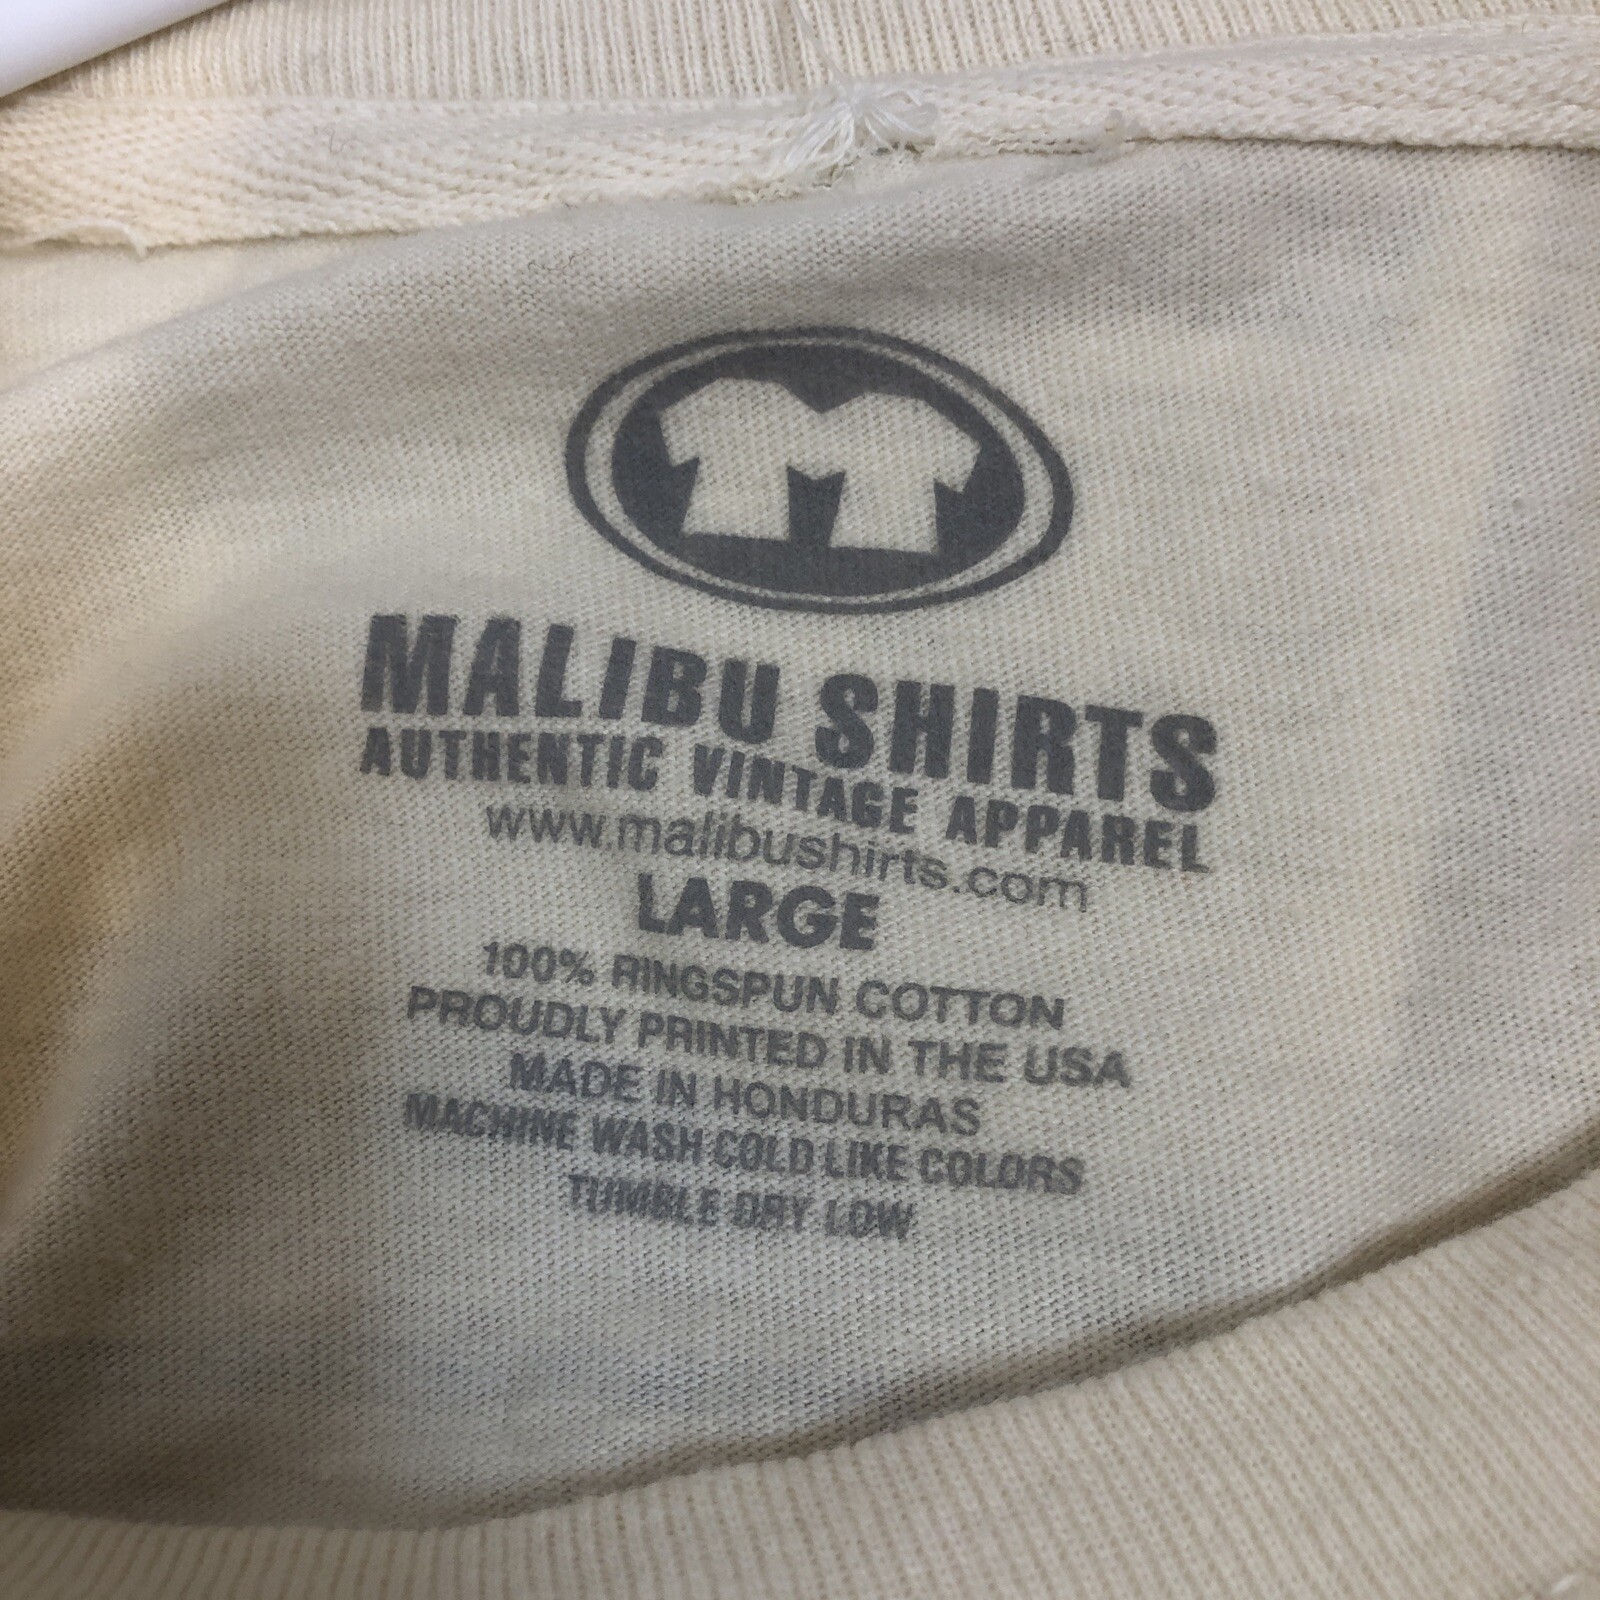 MALIBU SHIRTS
AUTHENTIC VINTAGE APPAREL
www.malibushirts.com
LARGE
100% RINGSPUN COTTON
PROUDLY PRINTED IN THE USA
MADE IN HONDURAS
MACHINE WASH COLD LIKE COLORS
TUMBLE DRY LOW